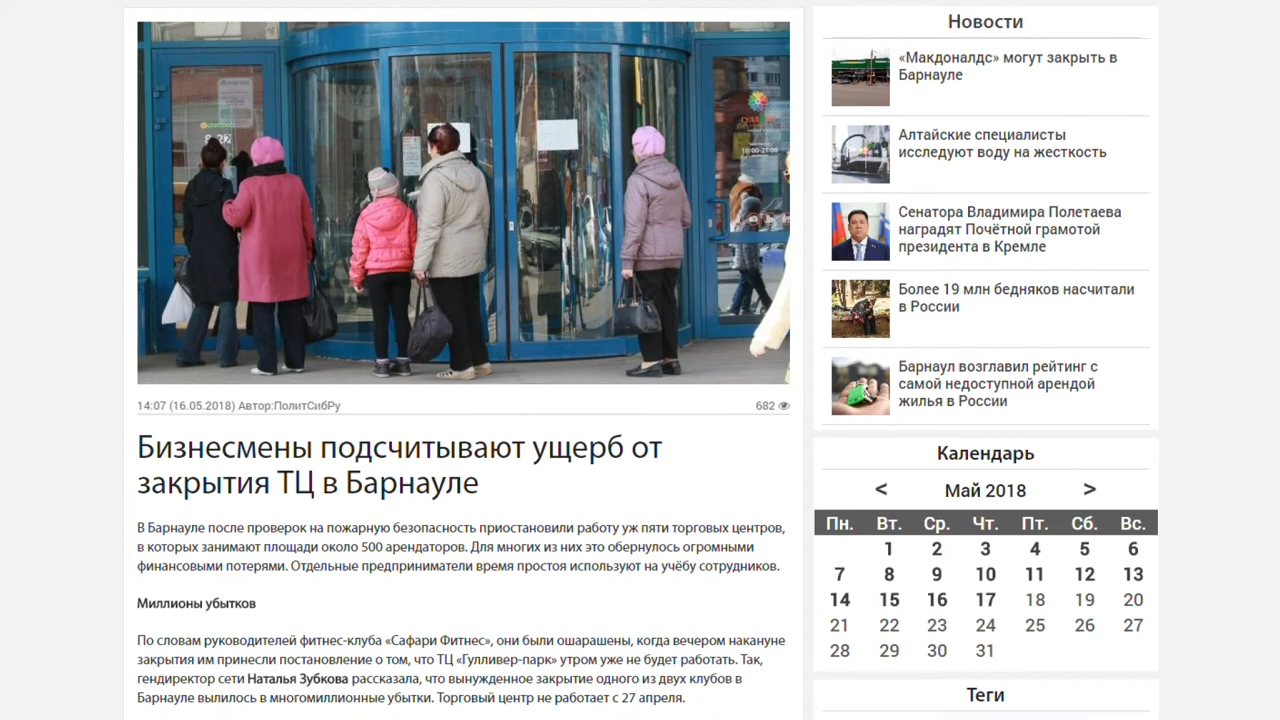 8-22
10:00-21:00
14:07 (16.05.2018) Автор:ПолитСибРу
682
Бизнесмены подсчитывают ущерб от
закрытия ТЦ в Барнауле
В Барнауле после проверок на пожарную безопасность приостановили работу уж пяти торговых центров,
в которых занимают площади около 500 арендаторов. Для многих из них это обернулось огромными
финансовыми потерями. Отдельные предприниматели время простоя используют на учёбу сотрудников.
Миллионы убытков
По словам руководителей фитнес-клуба «Сафари Фитнес», они были ошарашены, когда вечером накануне
закрытия им принесли постановление о том, что ТЦ «Гулливер-парк» утром уже не будет работать. Так,
гендиректор сети Наталья Зубкова рассказала, что вынужденное закрытие одного из двух клубов в
Барнауле вылилось в многомиллионные убытки. Торговый центр не работает с 27 апреля.
Новости
«Макдоналдс» могут закрыть в
Барнауле
Алтайские специалисты
исследуют воду на жесткость
Сенатора Владимира Полетаева
наградят Почётной грамотой
президента в Кремле
Более 19 млн бедняков насчитали
в России
Барнаул возглавил рейтинг с
самой недоступной арендой
жилья в России
Календарь
< Май 2018 >
Пн. Вт. Ср. Чт. Пт. Сб. Вс.
1 2 3 4 5 6
7 8 9 10 11 12 13
14 15 16 17 18 19 20
21 22 23 24 25 26 27
28 29 30 31
Теги